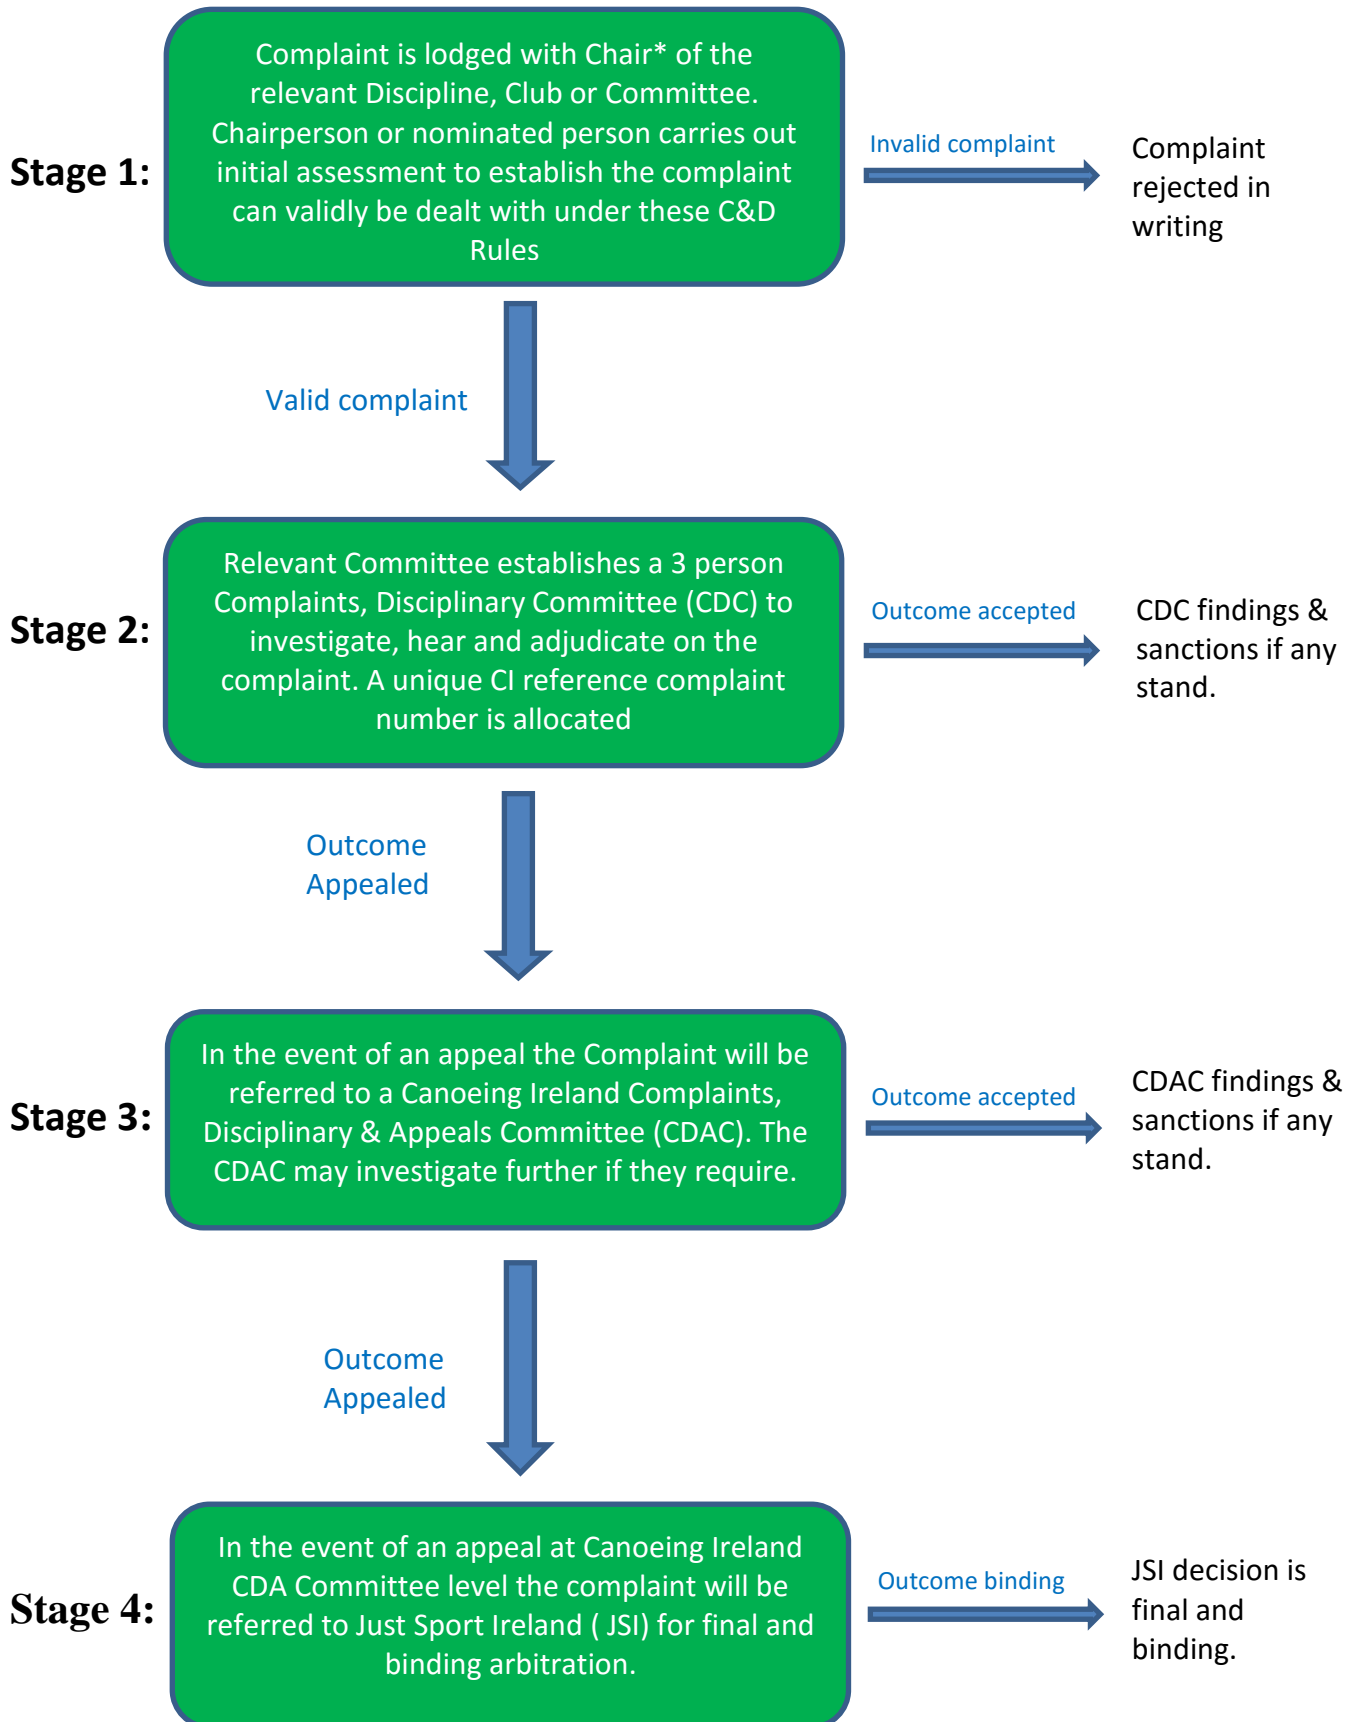 Stage 1:
Complaint is lodged with Chair* of the
relevant Discipline, Club or Committee.
Chairperson or nominated person carries out
initial assessment to establish the complaint
can validly be dealt with under these C&D
Rules
Invalid complaint
Complaint
rejected in
writing
Valid complaint
Stage 2:
Relevant Committee establishes a 3 person
Complaints, Disciplinary Committee (CDC) to
investigate, hear and adjudicate on the
complaint. A unique CI reference complaint
number is allocated
Outcome accepted
CDC findings &
sanctions if any
stand.
Outcome
Appealed
Stage 3:
In the event of an appeal the Complaint will be
referred to a Canoeing Ireland Complaints,
Disciplinary & Appeals Committee (CDAC). The
CDAC may investigate further if they require.
Outcome accepted
CDAC findings &
sanctions if any
stand.
Outcome
Appealed
Stage 4:
In the event of an appeal at Canoeing Ireland
CDA Committee level the complaint will be
referred to Just Sport Ireland ( JSI) for final and
binding arbitration.
Outcome binding
JSI decision is
final and
binding.